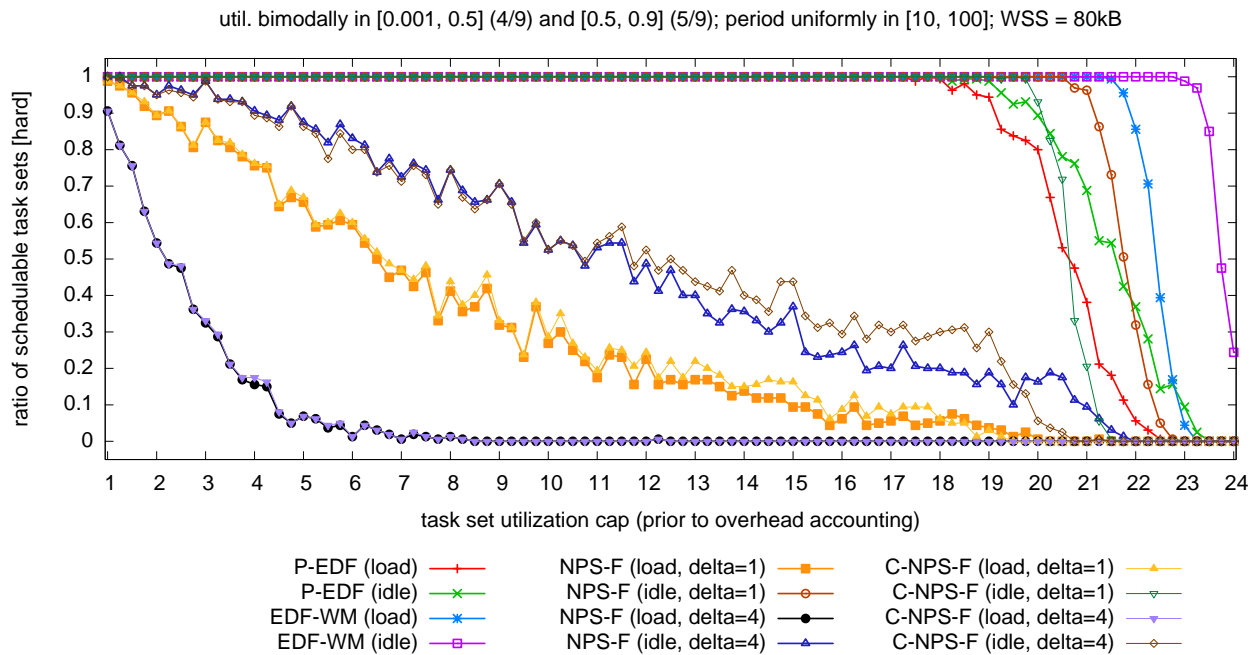 util. bimodally in [0.001, 0.5] (4/9) and [0.5, 0.9] (5/9); period uniformly in [10, 100]; WSS = 80kB
ratio of schedulable task sets [hard]
1
0.9
0.8
0.7
0.6
0.5
0.4
0.3
0.2
0.1
0
1 2 3 4 5 6 7 8 9 10 11 12 13 14 15 16 17 18 19 20 21 22 23 24
task set utilization cap (prior to overhead accounting)
P-EDF (load) NPS-F (load, delta=1) C-NPS-F (load, delta=1)
P-EDF (idle) NPS-F (idle, delta=1) C-NPS-F (idle, delta=1)
EDF-WM (load) NPS-F (load, delta=4) C-NPS-F (load, delta=4)
EDF-WM (idle) NPS-F (idle, delta=4) C-NPS-F (idle, delta=4)